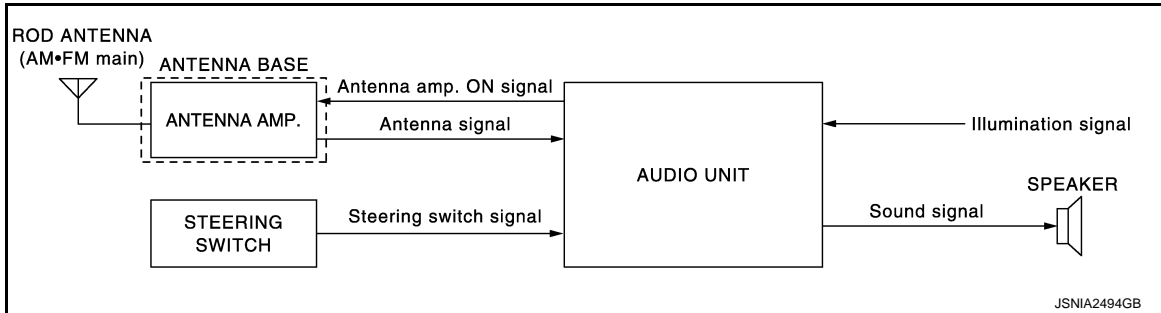 ROD ANTENNA
(AM•FM main)
ANTENNA BASE
ANTENNA AMP.
Antenna amp. ON signal
Antenna signal
STEERING
SWITCH
Steering switch signal
AUDIO UNIT
Illumination signal
SPEAKER
Sound signal
JSNIA2494GB